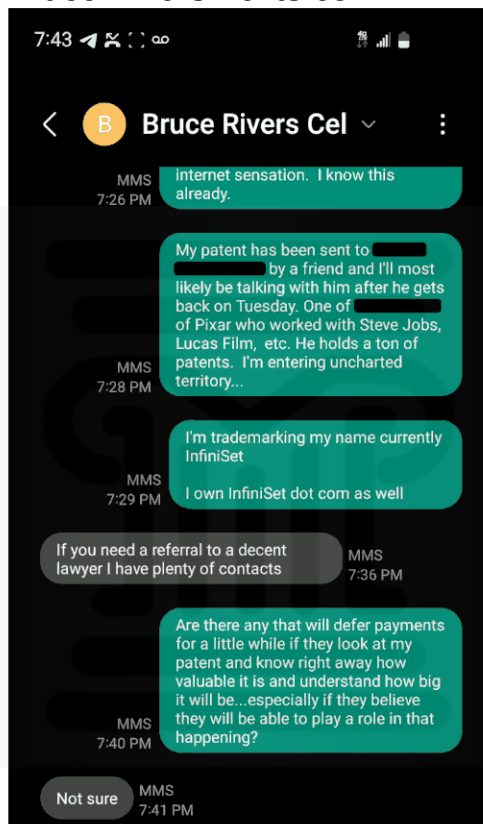 7:43
B Bruce Rivers Cel
internet sensation. I know this
already.
MMS
7:26 PM
My patent has been sent to
by a friend and I'll most
likely be talking with him after he gets
back on Tuesday. One of
of Pixar who worked with Steve Jobs,
Lucas Film, etc. He holds a ton of
patents. I'm entering uncharted
territory...
MMS
7:28 PM
I'm trademarking my name currently
InfiniSet
I own InfiniSet dot com as well
MMS
7:29 PM
If you need a referral to a decent
lawyer I have plenty of contacts
MMS
7:36 PM
Are there any that will defer payments
for a little while if they look at my
patent and know right away how
valuable it is and understand how big
it will be...especially if they believe
they will be able to play a role in that
happening?
MMS
7:40 PM
Not sure
MMS
7:41 PM